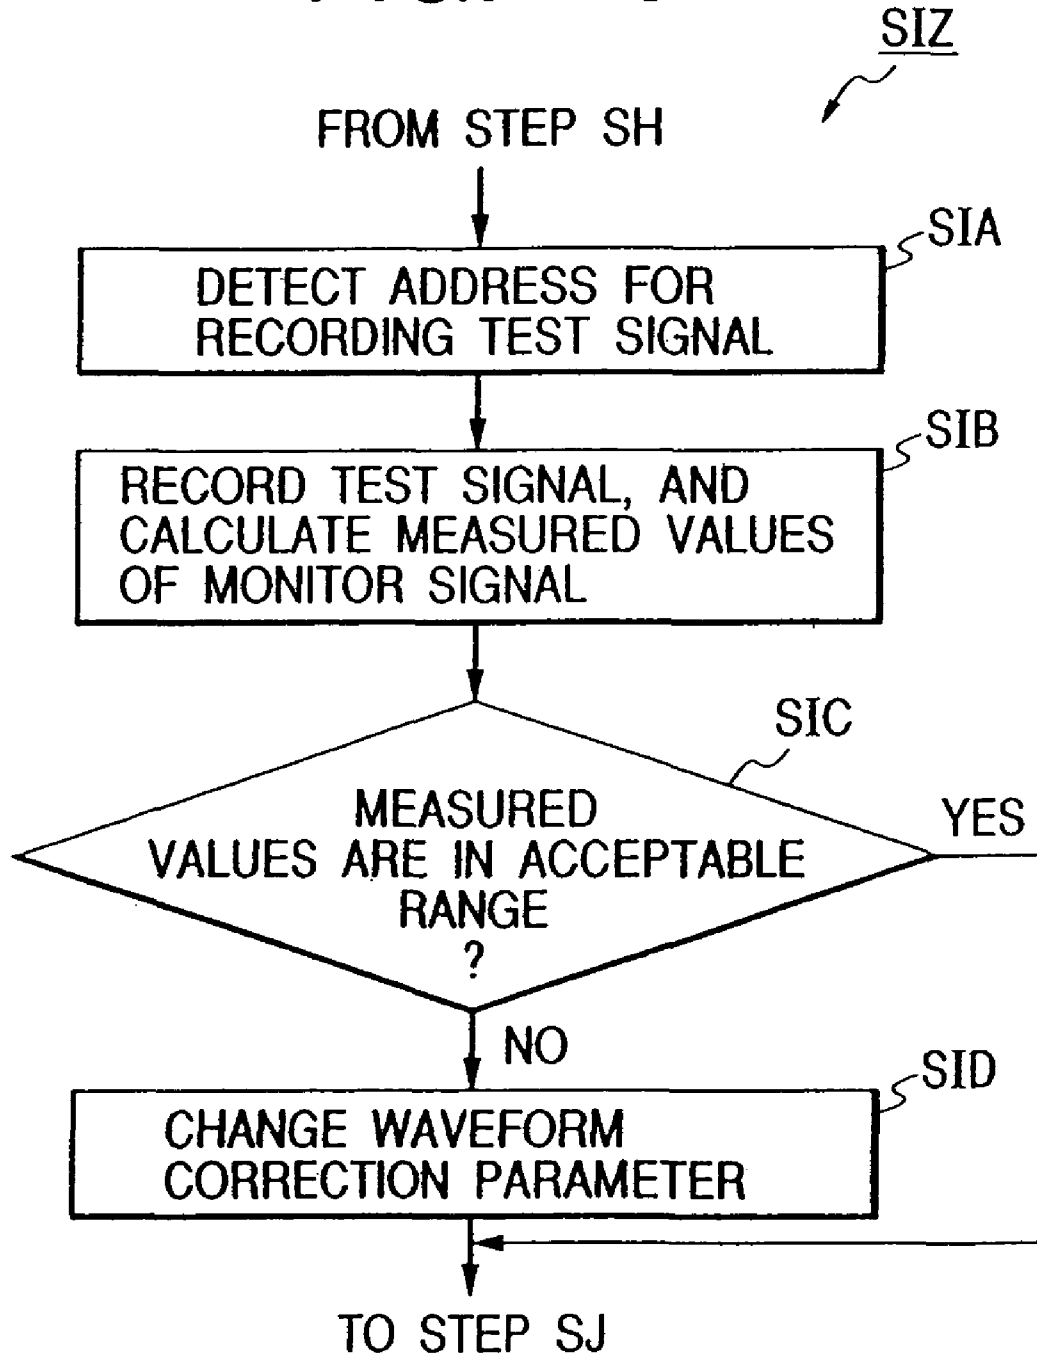 SIZ
FROM STEP SH
SIA
DETECT ADDRESS FOR
RECORDING TEST SIGNAL
SIB
RECORD TEST SIGNAL, AND
CALCULATE MEASURED VALUES
OF MONITOR SIGNAL
SIC
MEASURED
VALUES ARE IN ACCEPTABLE
RANGE
?
YES
NO
SID
CHANGE WAVEFORM
CORRECTION PARAMETER
TO STEP SJ